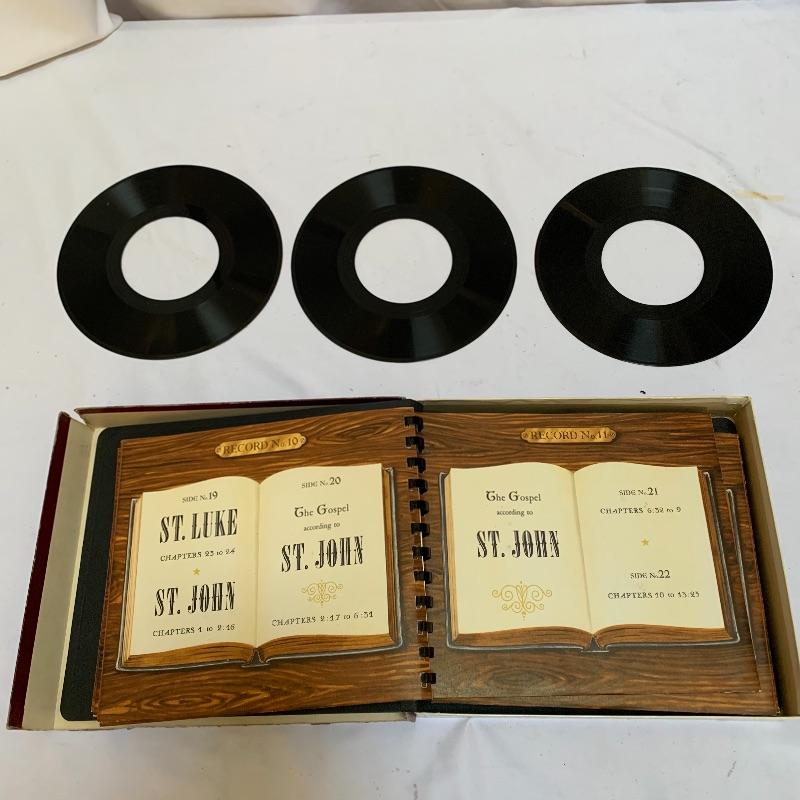 RECORD No. 10
SIDE No. 19
ST. LUKE
CHAPTERS 23 to 24
ST. JOHN
CHAPTERS 1 to 2:16
SIDE No. 20
The Gospel
according to
ST. JOHN
CHAPTERS 2:17 to 6:31
RECORD No. 11
The Gospel
according to
ST. JOHN
SIDE No. 21
CHAPTERS 6:32 to 9
SIDE No. 22
CHAPTERS 10 to 13:25